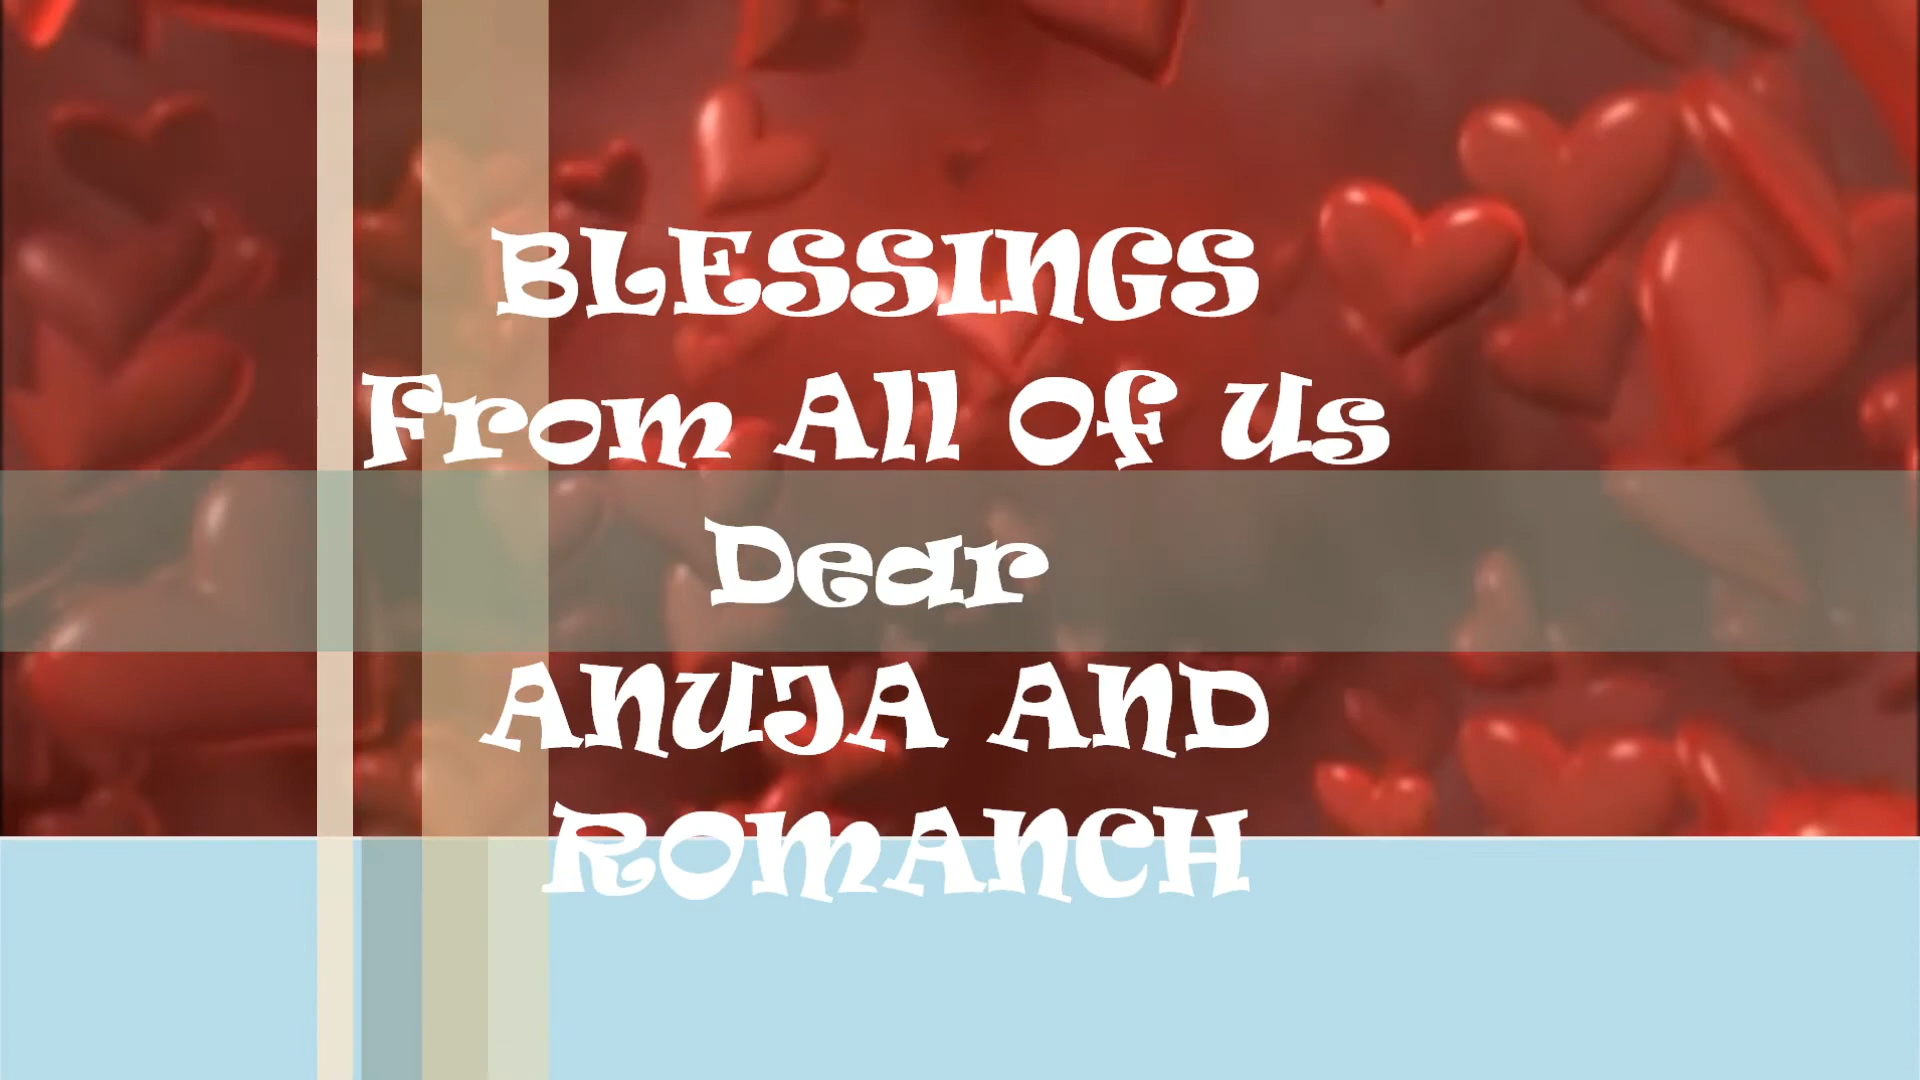 BLESSINGS
From All Of Us
Dear
ANUJA AND
ROMANCH